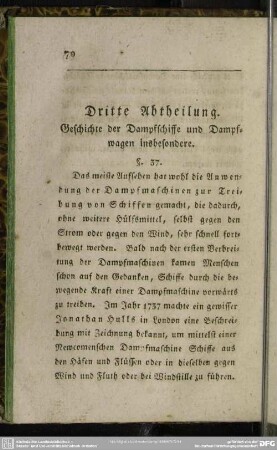 70
Dritte Abtheilung.
Geschichte der Dampfschiffe und Dampf-
wagen insbesondere.
§. 37.
Das meiste Aufsehen hat wohl die Anwen-
dung der Dampfmaschinen zur Trei-
bung von Schiffen gemacht, die dadurch,
ohne weitere Hülfsmittel, selbst gegen den
Strom oder gegen den Wind, sehr schnell fort-
bewegt werden. Bald nach der ersten Verbrei-
tung der Dampfmaschinen kamen Menschen
schon auf den Gedanken, Schiffe durch die be-
wegende Kraft einer Dampfmaschine vorwärts
zu treiben. Im Jahr 1737 machte ein gewisser
Jonathan Hulls in London eine Beschrei-
bung mit Zeichnung bekannt, um mittelst einer
Newcomenschen Dampfmaschine Schiffe aus
den Häfen und Flüssen oder in dieselben gegen
Wind und Fluth oder bei Windstille zu führen.